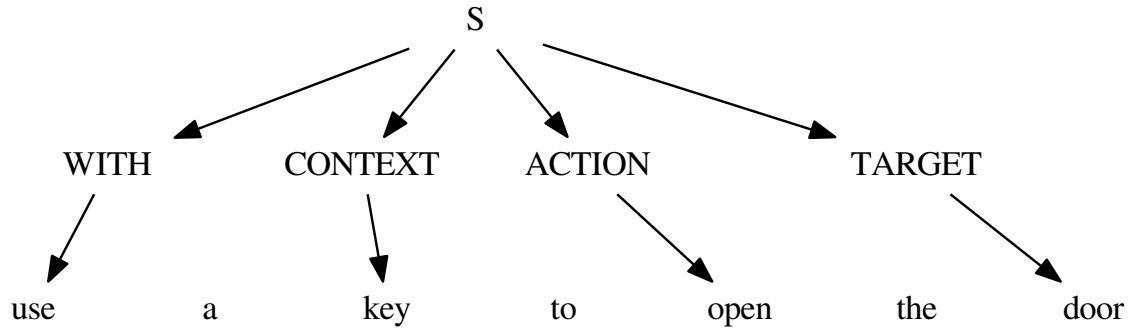 S
WITH CONTEXT ACTION TARGET
use a key to open the door